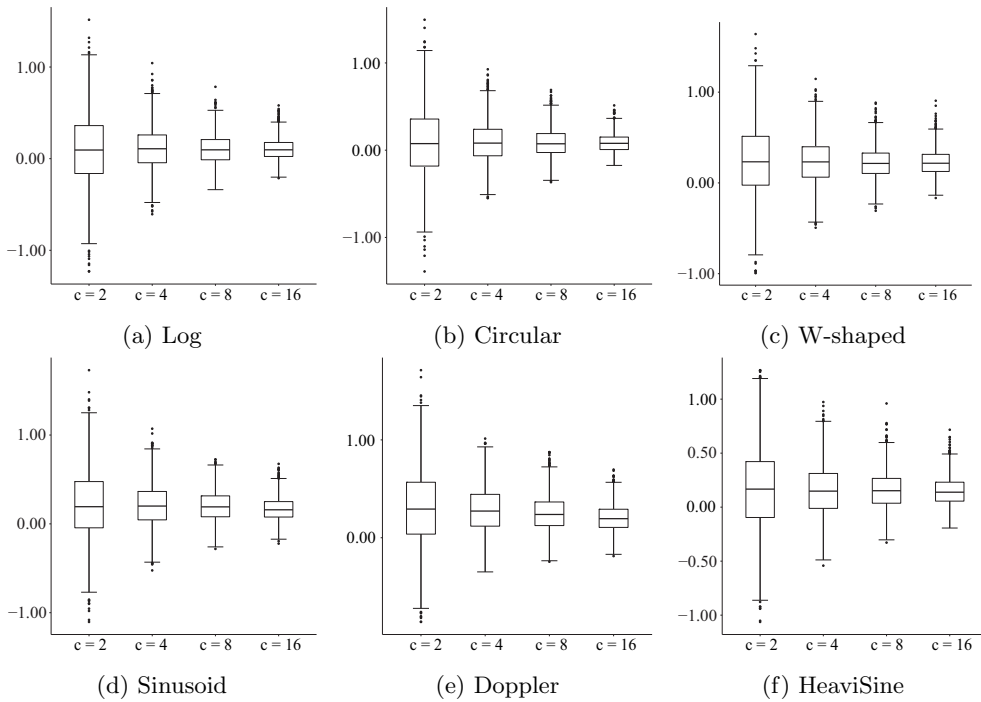 1.00
0.00
−1.00
c = 2 c = 4 c = 8 c = 16
(a) Log
1.00
0.00
−1.00
c = 2 c = 4 c = 8 c = 16
(b) Circular
1.00
0.00
−1.00
c = 2 c = 4 c = 8 c = 16
(c) W-shaped
1.00
0.00
−1.00
c = 2 c = 4 c = 8 c = 16
(d) Sinusoid
1.00
0.00
c = 2 c = 4 c = 8 c = 16
(e) Doppler
1.00
0.50
0.00
−0.50
−1.00
c = 2 c = 4 c = 8 c = 16
(f) HeaviSine